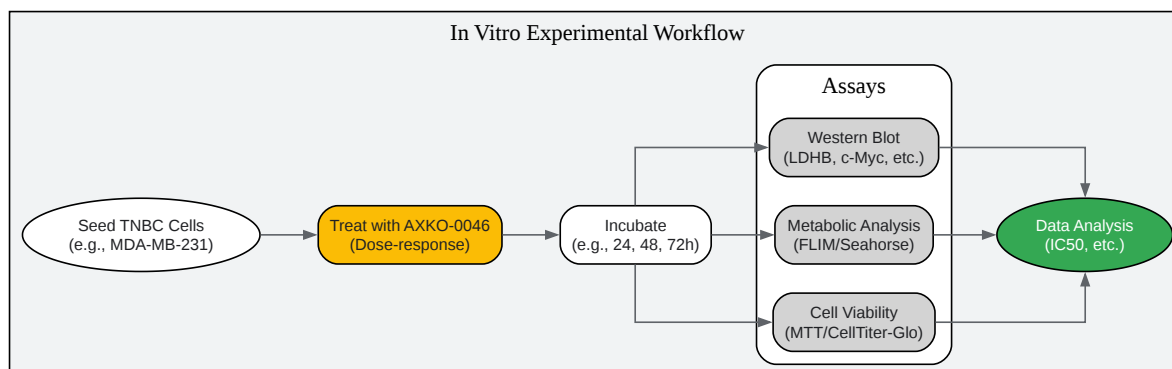 In Vitro Experimental Workflow
Assays
Western Blot
(LDHB, c-Myc, etc.)
Seed TNBC Cells
(e.g., MDA-MB-231)
Treat with AXKO-0046
(Dose-response)
Incubate
(e.g., 24, 48, 72h)
Metabolic Analysis
(FLIM/Seahorse)
Data Analysis
(IC50, etc.)
Cell Viability
(MTT/CellTiter-Glo)